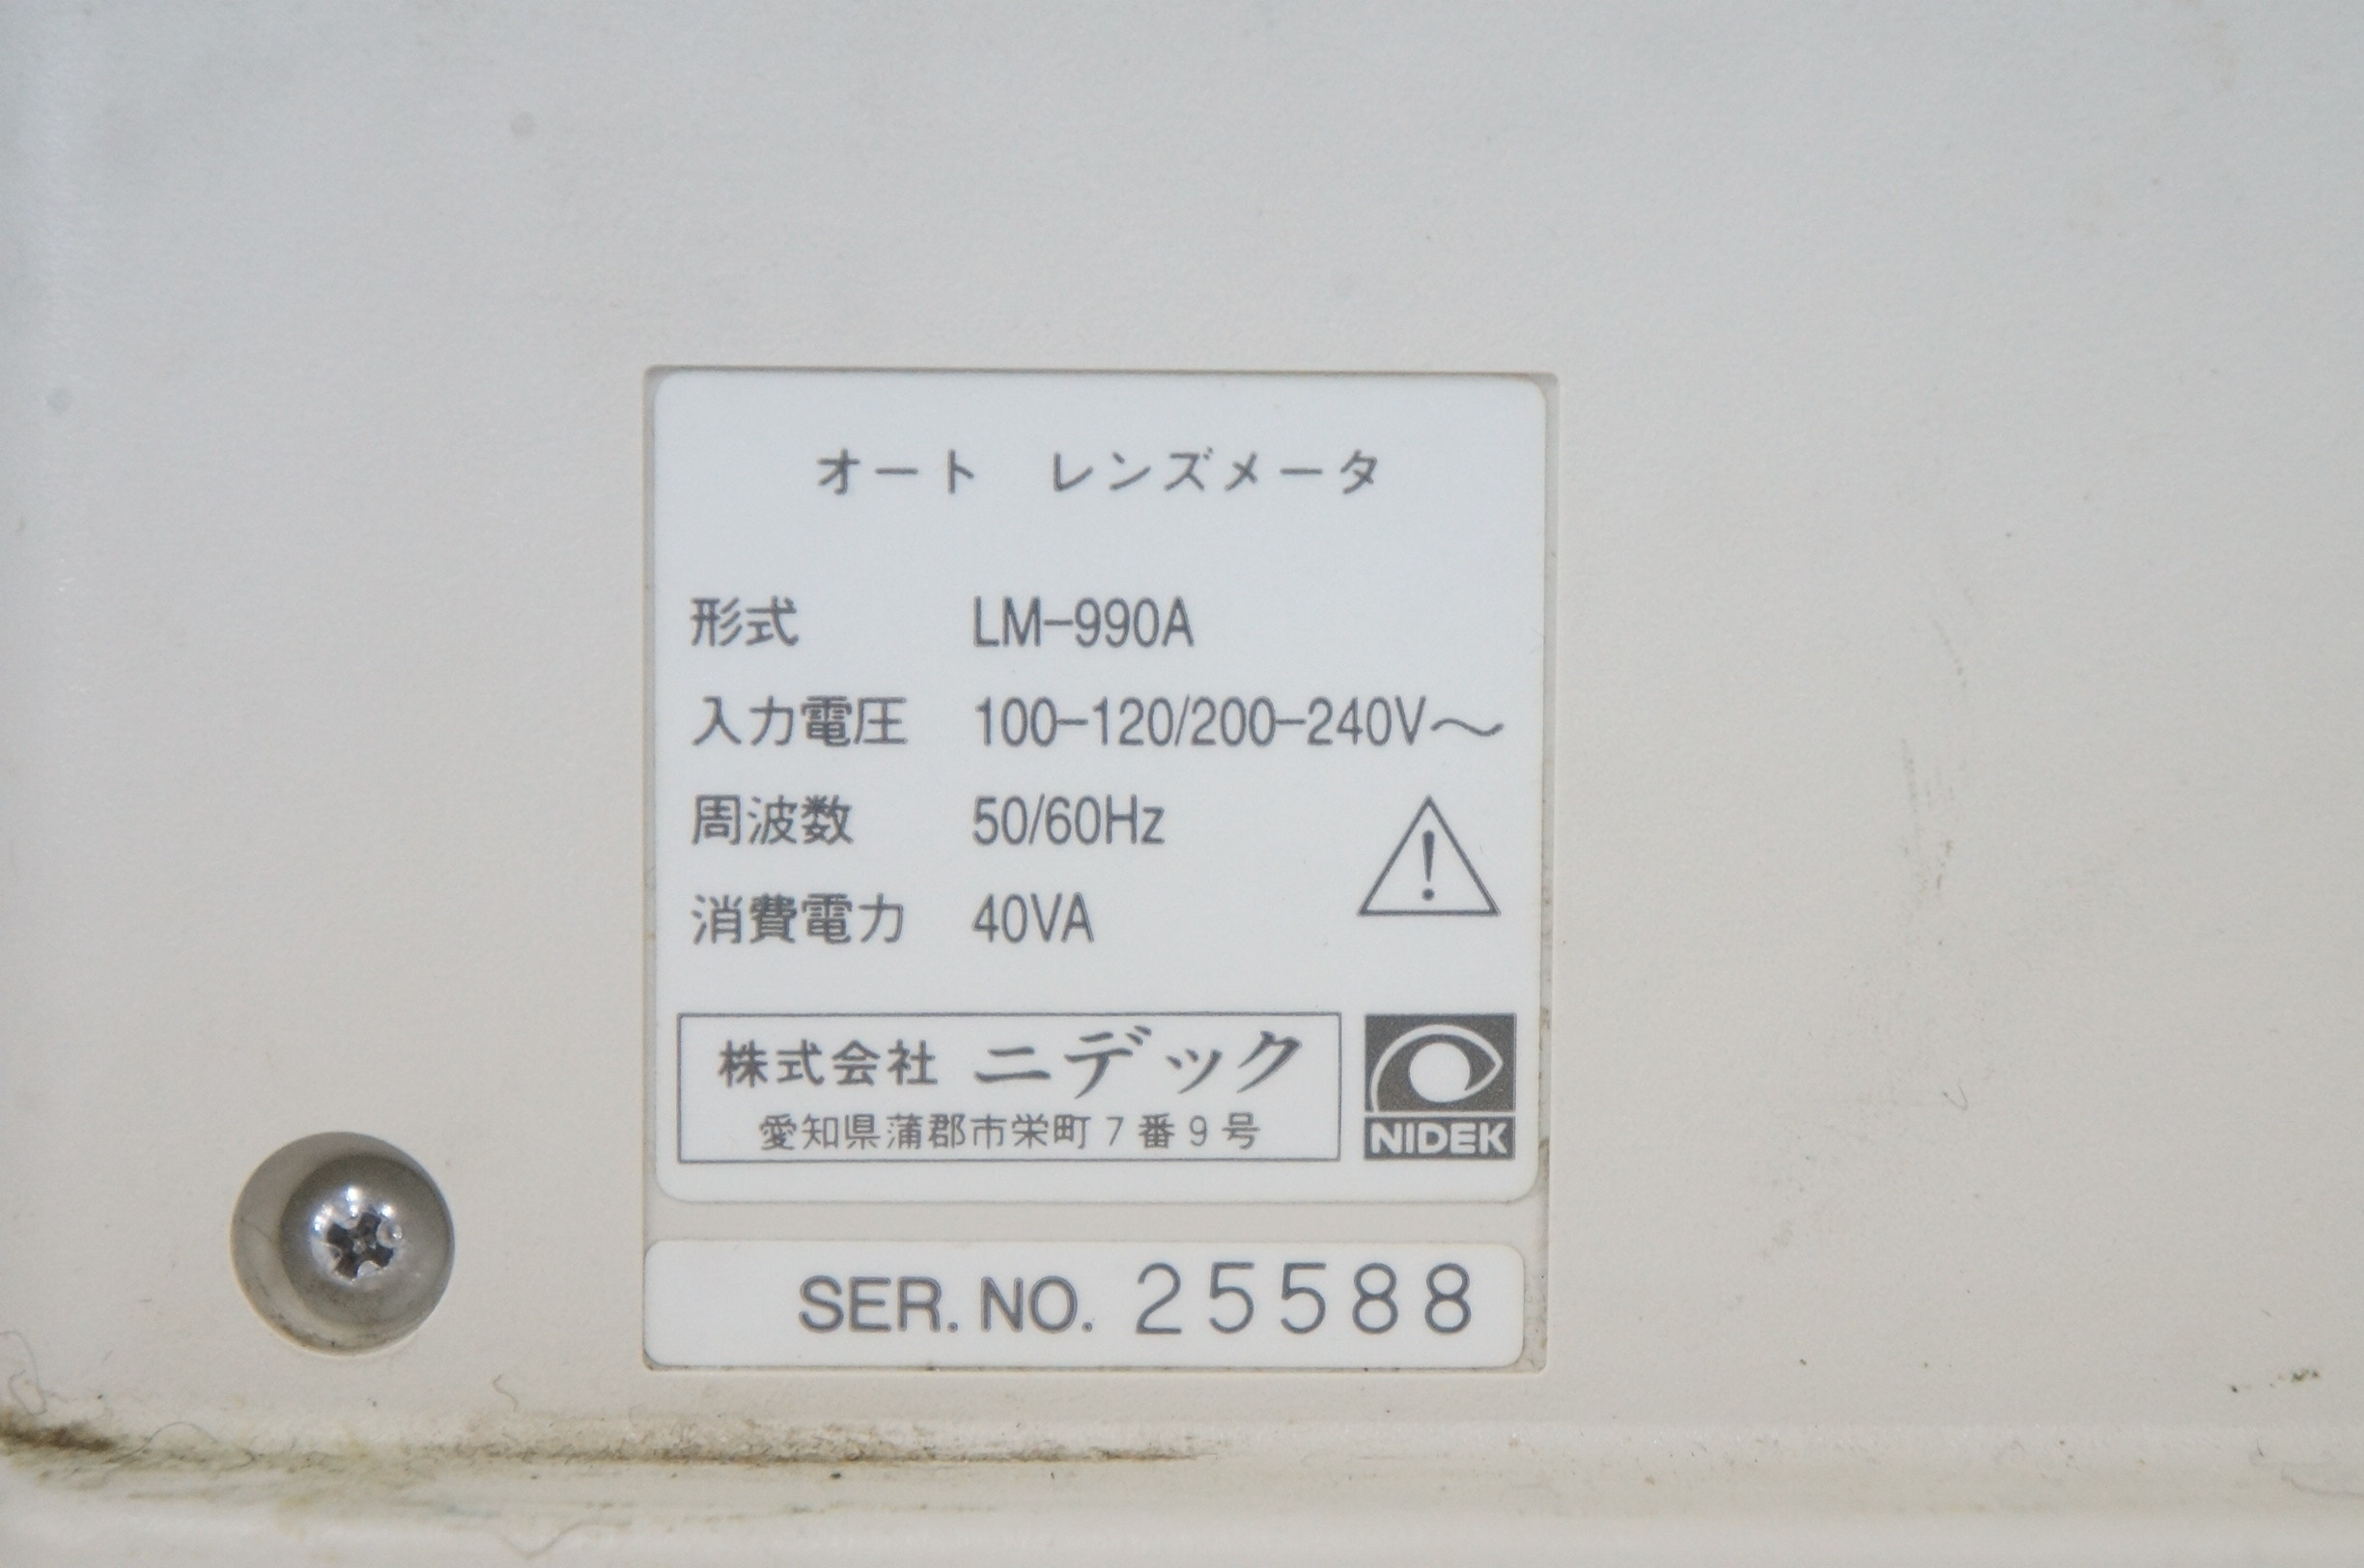 オート レンズメータ
形式 LM-990A
入力電圧 100-120/200-240V～
周波数 50/60Hz
消費電力 40VA
株式会社 ニデック
愛知県蒲郡市栄町7番9号
NIDEK
SER. NO. 25588